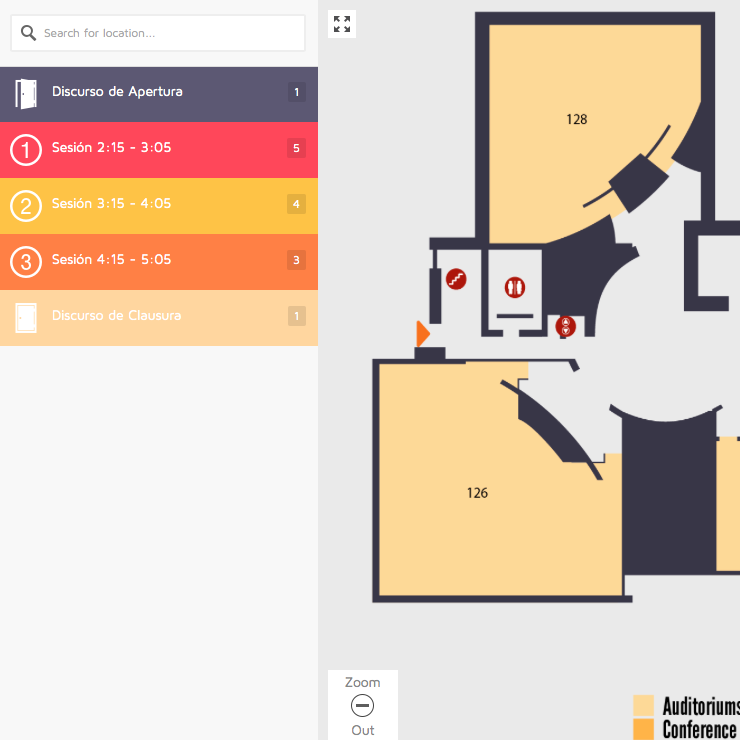 Search for location...
Discurso de Apertura 1
1 Sesión 2:15 - 3:05 5
2 Sesión 3:15 - 4:05 4
3 Sesión 4:15 - 5:05 3
Discurso de Clausura 1
128
126
Zoom
Out
Auditoriums
Conference